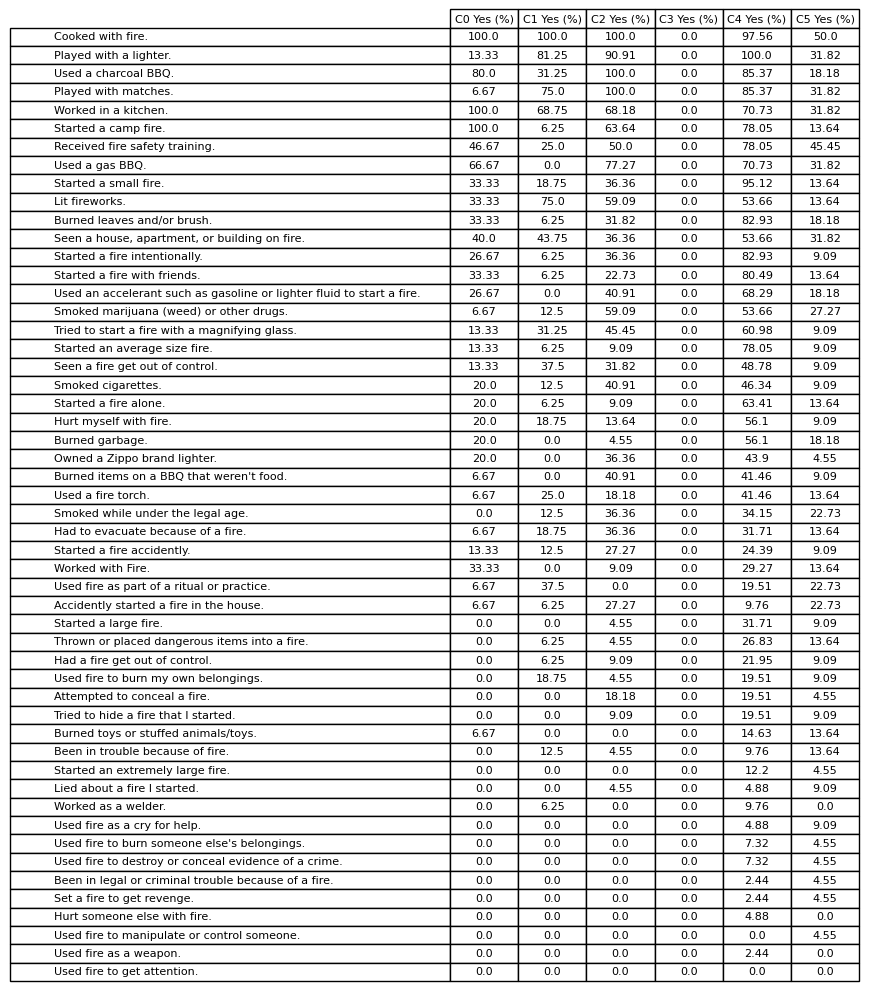 C0 Yes (%) C1 Yes (%) C2 Yes (%) C3 Yes (%) C4 Yes (%) C5 Yes (%)
Cooked with fire. 100.0 100.0 100.0 0.0 97.56 50.0
Played with a lighter. 13.33 81.25 90.91 0.0 100.0 31.82
Used a charcoal BBQ. 80.0 31.25 100.0 0.0 85.37 18.18
Played with matches. 6.67 75.0 100.0 0.0 85.37 31.82
Worked in a kitchen. 100.0 68.75 68.18 0.0 70.73 31.82
Started a camp fire. 100.0 6.25 63.64 0.0 78.05 13.64
Received fire safety training. 46.67 25.0 50.0 0.0 78.05 45.45
Used a gas BBQ. 66.67 0.0 77.27 0.0 70.73 31.82
Started a small fire. 33.33 18.75 36.36 0.0 95.12 13.64
Lit fireworks. 33.33 75.0 59.09 0.0 53.66 13.64
Burned leaves and/or brush. 33.33 6.25 31.82 0.0 82.93 18.18
Seen a house, apartment, or building on fire. 40.0 43.75 36.36 0.0 53.66 31.82
Started a fire intentionally. 26.67 6.25 36.36 0.0 82.93 9.09
Started a fire with friends. 33.33 6.25 22.73 0.0 80.49 13.64
Used an accelerant such as gasoline or lighter fluid to start a fire. 26.67 0.0 40.91 0.0 68.29 18.18
Smoked marijuana (weed) or other drugs. 6.67 12.5 59.09 0.0 53.66 27.27
Tried to start a fire with a magnifying glass. 13.33 31.25 45.45 0.0 60.98 9.09
Started an average size fire. 13.33 6.25 9.09 0.0 78.05 9.09
Seen a fire get out of control. 13.33 37.5 31.82 0.0 48.78 9.09
Smoked cigarettes. 20.0 12.5 40.91 0.0 46.34 9.09
Started a fire alone. 20.0 6.25 9.09 0.0 63.41 13.64
Hurt myself with fire. 20.0 18.75 13.64 0.0 56.1 9.09
Burned garbage. 20.0 0.0 4.55 0.0 56.1 18.18
Owned a Zippo brand lighter. 20.0 0.0 36.36 0.0 43.9 4.55
Burned items on a BBQ that weren't food. 6.67 0.0 40.91 0.0 41.46 9.09
Used a fire torch. 6.67 25.0 18.18 0.0 41.46 13.64
Smoked while under the legal age. 0.0 12.5 36.36 0.0 34.15 22.73
Had to evacuate because of a fire. 6.67 18.75 36.36 0.0 31.71 13.64
Started a fire accidently. 13.33 12.5 27.27 0.0 24.39 9.09
Worked with Fire. 33.33 0.0 9.09 0.0 29.27 13.64
Used fire as part of a ritual or practice. 6.67 37.5 0.0 0.0 19.51 22.73
Accidently started a fire in the house. 6.67 6.25 27.27 0.0 9.76 22.73
Started a large fire. 0.0 0.0 4.55 0.0 31.71 9.09
Thrown or placed dangerous items into a fire. 0.0 6.25 4.55 0.0 26.83 13.64
Had a fire get out of control. 0.0 6.25 9.09 0.0 21.95 9.09
Used fire to burn my own belongings. 0.0 18.75 4.55 0.0 19.51 9.09
Attempted to conceal a fire. 0.0 0.0 18.18 0.0 19.51 4.55
Tried to hide a fire that I started. 0.0 0.0 9.09 0.0 19.51 9.09
Burned toys or stuffed animals/toys. 6.67 0.0 0.0 0.0 14.63 13.64
Been in trouble because of fire. 0.0 12.5 4.55 0.0 9.76 13.64
Started an extremely large fire. 0.0 0.0 0.0 0.0 12.2 4.55
Lied about a fire I started. 0.0 0.0 4.55 0.0 4.88 9.09
Worked as a welder. 0.0 6.25 0.0 0.0 9.76 0.0
Used fire as a cry for help. 0.0 0.0 0.0 0.0 4.88 9.09
Used fire to burn someone else's belongings. 0.0 0.0 0.0 0.0 7.32 4.55
Used fire to destroy or conceal evidence of a crime. 0.0 0.0 0.0 0.0 7.32 4.55
Been in legal or criminal trouble because of a fire. 0.0 0.0 0.0 0.0 2.44 4.55
Set a fire to get revenge. 0.0 0.0 0.0 0.0 2.44 4.55
Hurt someone else with fire. 0.0 0.0 0.0 0.0 4.88 0.0
Used fire to manipulate or control someone. 0.0 0.0 0.0 0.0 0.0 4.55
Used fire as a weapon. 0.0 0.0 0.0 0.0 2.44 0.0
Used fire to get attention. 0.0 0.0 0.0 0.0 0.0 0.0